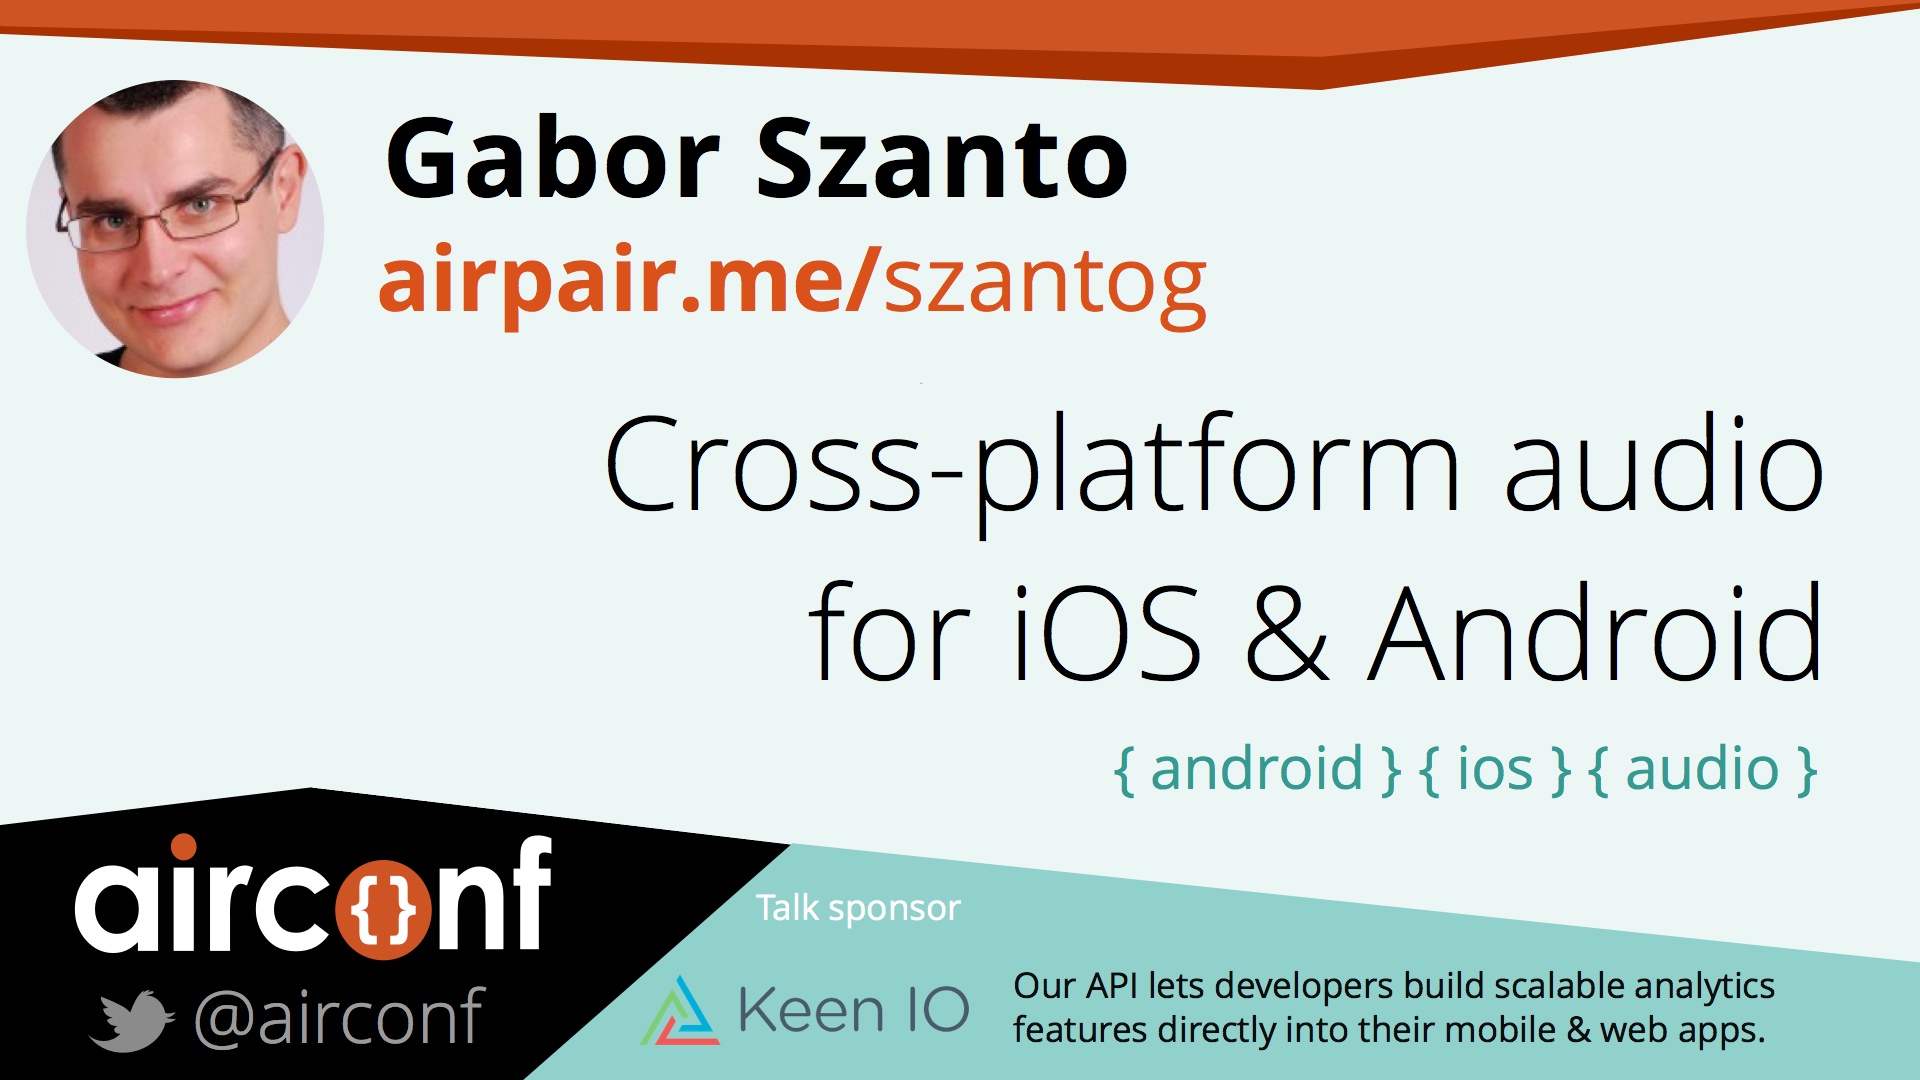 Gabor Szanto
airpair.me/szantog
Cross-platform audio
for iOS & Android
{ android } { ios } { audio }
airc{}nf
@airconf
Talk sponsor
Keen IO
Our API lets developers build scalable analytics
features directly into their mobile & web apps.